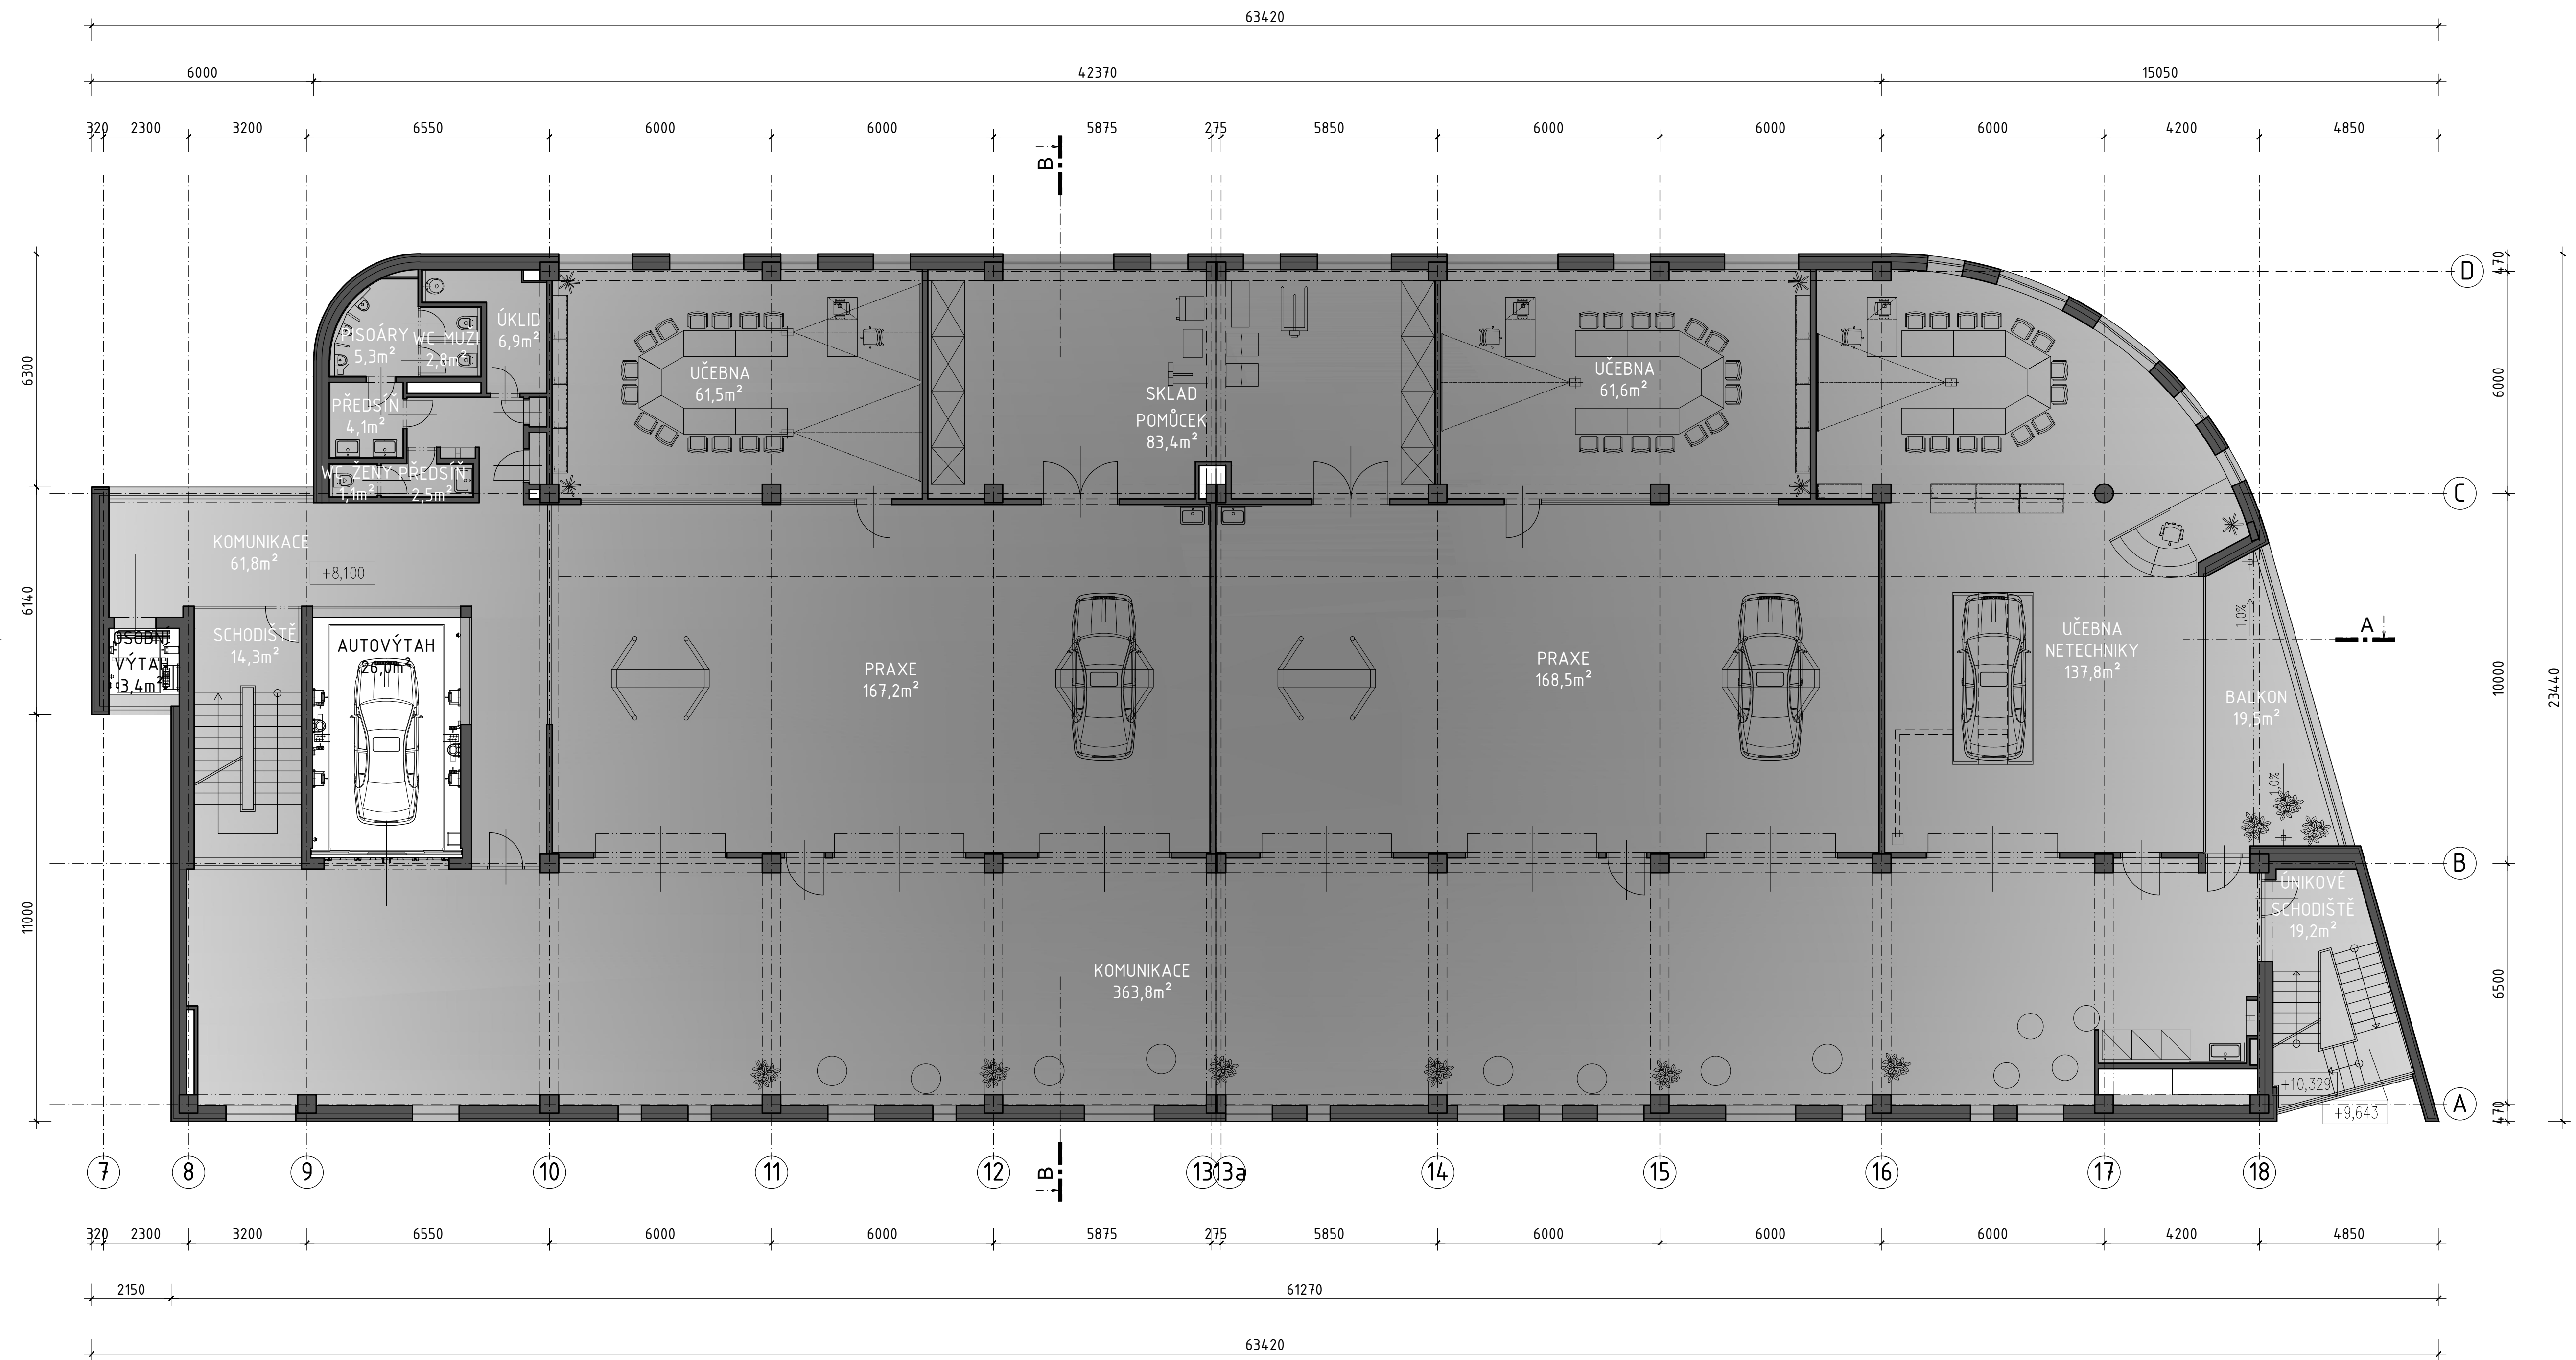 63420
6000 42370 15050
320 2300 3200 6550 6000 6000 5875 275 5850 6000 6000 6000 4200 4850
B
D
470
ÚKLID
6,9m²
PISOÁRY
5,3m²
WC MUŽI
2,8m²
6300
UČEBNA
61,5m²
SKLAD
POMŮCEK
83,4m²
UČEBNA
61,6m²
6000
PŘEDSÍŇ
4,1m²
WC ŽENY
1,1m²
PŘEDSÍŇ
2,5m²
C
KOMUNIKACE
61,8m²
+8,100
6140
OSOBNÍ
VÝTAH
3,4m²
SCHODIŠTĚ
14,3m²
AUTOVÝTAH
26,0m²
PRAXE
167,2m²
PRAXE
168,5m²
UČEBNA
NETECHNIKY
137,8m²
1,0%
A
BALKON
19,5m²
1,0%
10000
23440
B
ÚNIKOVÉ
SCHODIŠTĚ
19,2m²
11000
KOMUNIKACE
363,8m²
6500
+10,329
+9,643
A
470
7 8 9 10 11 12 13 13a 14 15 16 17 18
B
320 2300 3200 6550 6000 6000 5875 275 5850 6000 6000 6000 4200 4850
2150 61270
63420